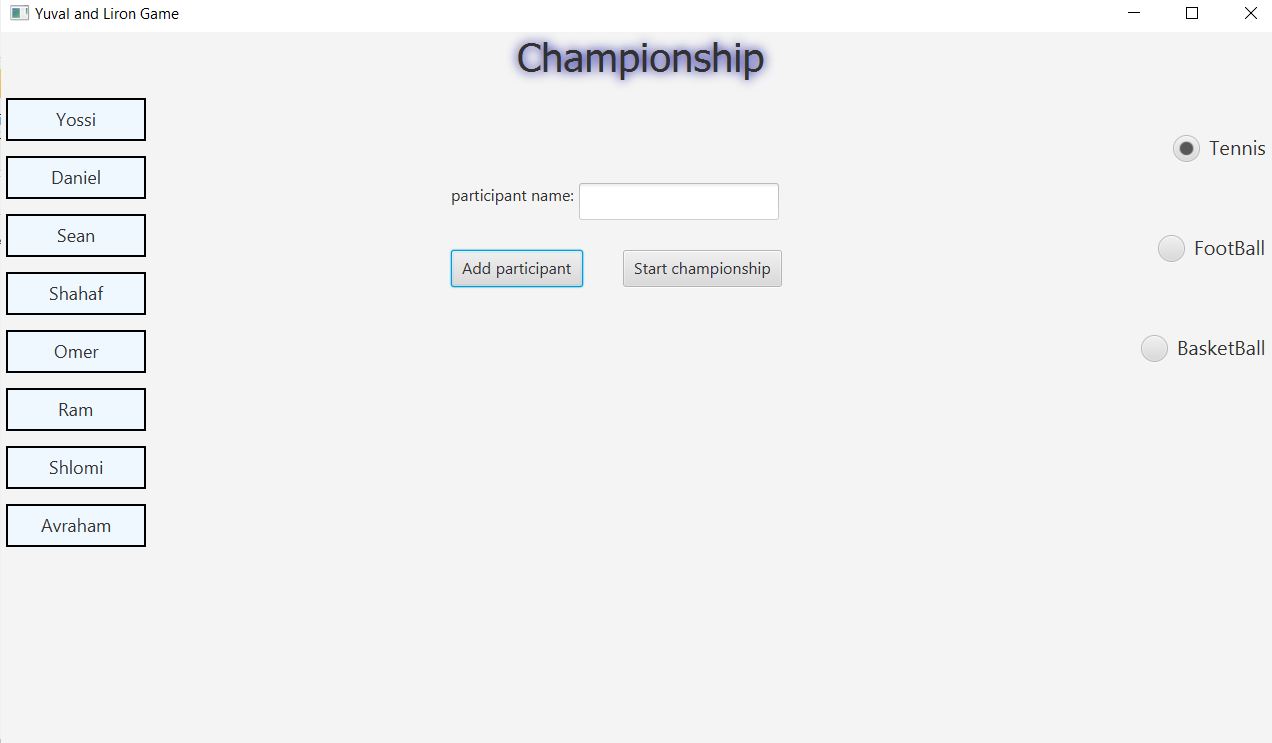 Yuval and Liron Game
Championship
Yossi
Daniel
Sean
Shahaf
Omer
Ram
Shlomi
Avraham
participant name:
Add participant
Start championship
Tennis
FootBall
BasketBall